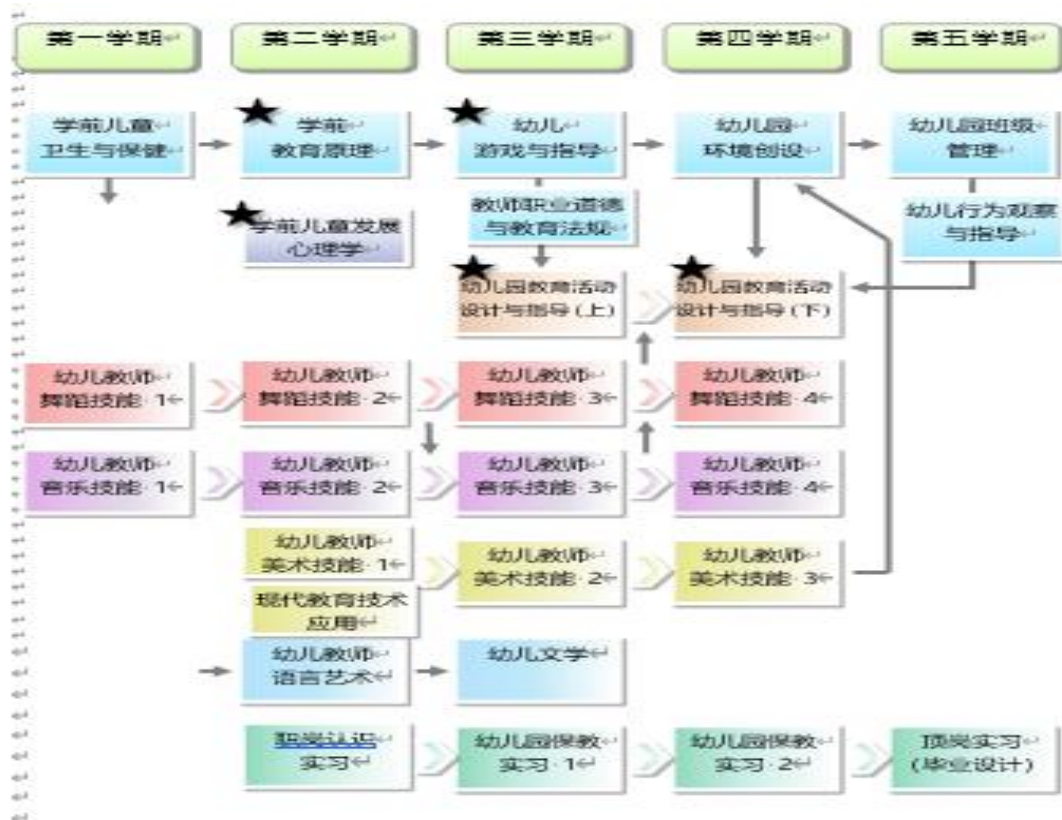 第一学期
第二学期
第三学期
第四学期
第五学期
学前儿童
卫生与保健
学前
教育原理
幼儿
游戏与指导
幼儿园
环境创设
幼儿园班级
管理
学前儿童发展
心理学
教师职业道德
与教育法规
幼儿行为观察
与指导
幼儿园教育活动
设计与指导(上)
幼儿园教育活动
设计与指导(下)
幼儿教师
舞蹈技能·1
幼儿教师
舞蹈技能·2
幼儿教师
舞蹈技能·3
幼儿教师
舞蹈技能·4
幼儿教师
音乐技能·1
幼儿教师
音乐技能·2
幼儿教师
音乐技能·3
幼儿教师
音乐技能·4
幼儿教师
美术技能·1
幼儿教师
美术技能·2
幼儿教师
美术技能·3
现代教育技术
应用
幼儿教师
语言艺术
幼儿文学
职岗认识
实习
幼儿园保教
实习·1
幼儿园保教
实习·2
顶岗实习
(毕业设计)